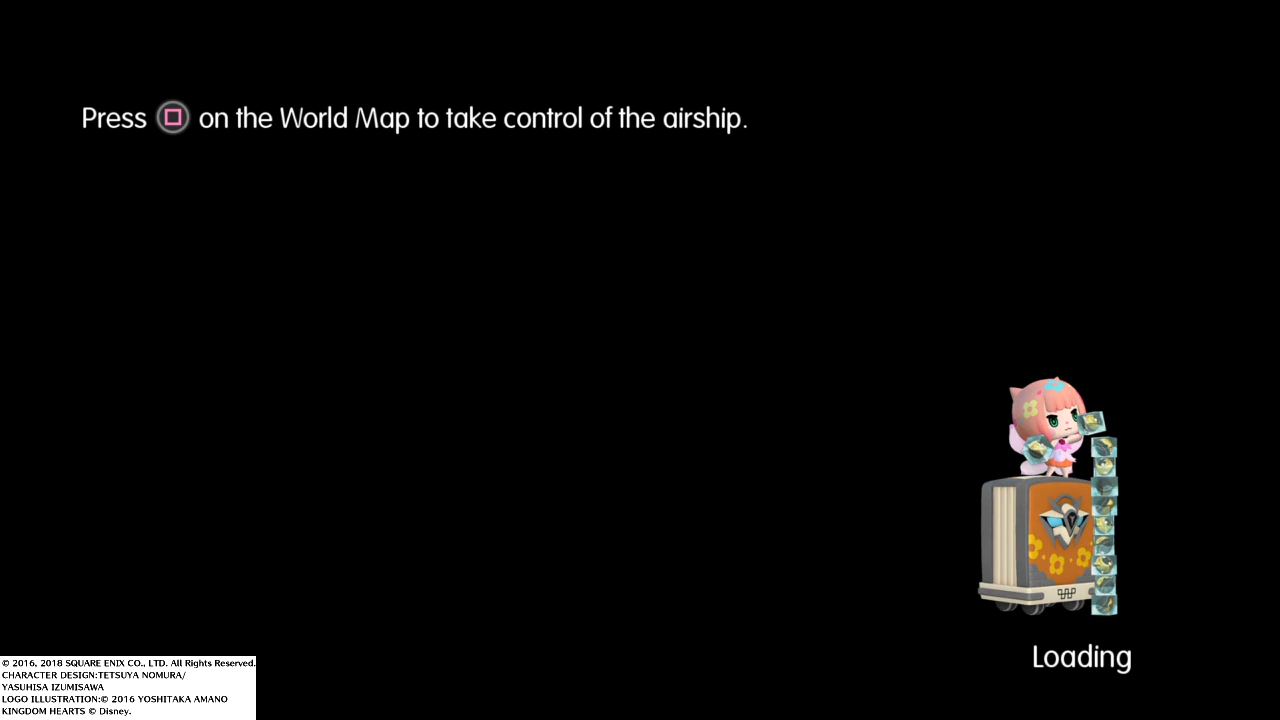 Press □ on the World Map to take control of the airship.
Loading
© 2016, 2018 SQUARE ENIX CO., LTD. All Rights Reserved.
CHARACTER DESIGN:TETSUYA NOMURA/
YASUHISA IZUMISAWA
LOGO ILLUSTRATION:© 2016 YOSHITAKA AMANO
KINGDOM HEARTS © Disney.